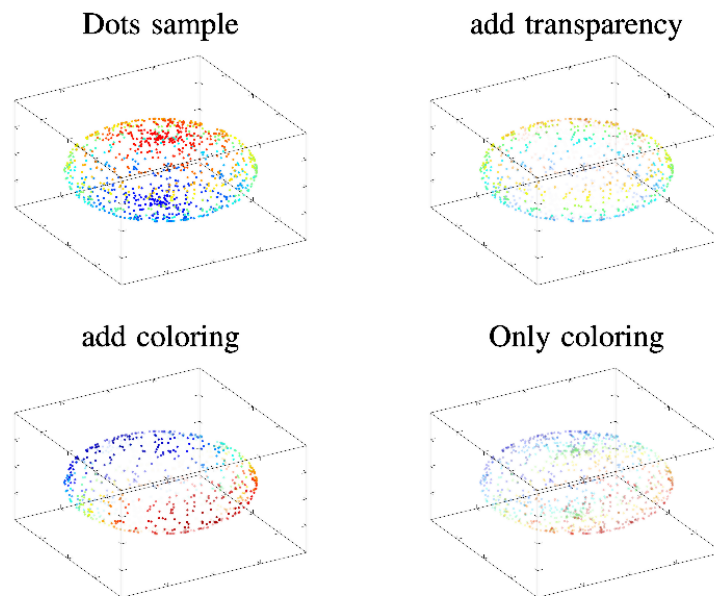 Dots sample
add transparency
add coloring
Only coloring